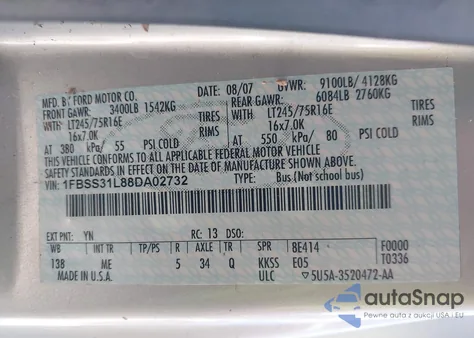 MFD. BY FORD MOTOR CO. 08/07 GVWR: 9100LB/ 4128KG
FRONT GAWR: 3400LB 1542KG REAR GAWR: 6084LB 2760KG
WITH LT245/75R16E TIRES WITH LT245/75R16E TIRES
16x7.0K RIMS 16x7.0K RIMS
AT 380 kPa/ 55 PSI COLD AT 550 kPa/ 80 PSI COLD
THIS VEHICLE CONFORMS TO ALL APPLICABLE FEDERAL MOTOR VEHICLE
SAFETY STANDARDS IN EFFECT ON THE DATE OF MANUFACTURE SHOWN ABOVE.
VIN: 1FBSS31L88DA02732 TYPE: Bus(Not school bus)
EXT PNT: YN RC: 13 DSO: F0000
WB INT TR TP/PS R AXLE TR SPR 8E414 T0336
138 ME 5 34 Q KKSS E05
MADE IN U.S.A. ULC 5U5A-3520472-AA
autoSnap
Pewne auta z aukcji USA i EU